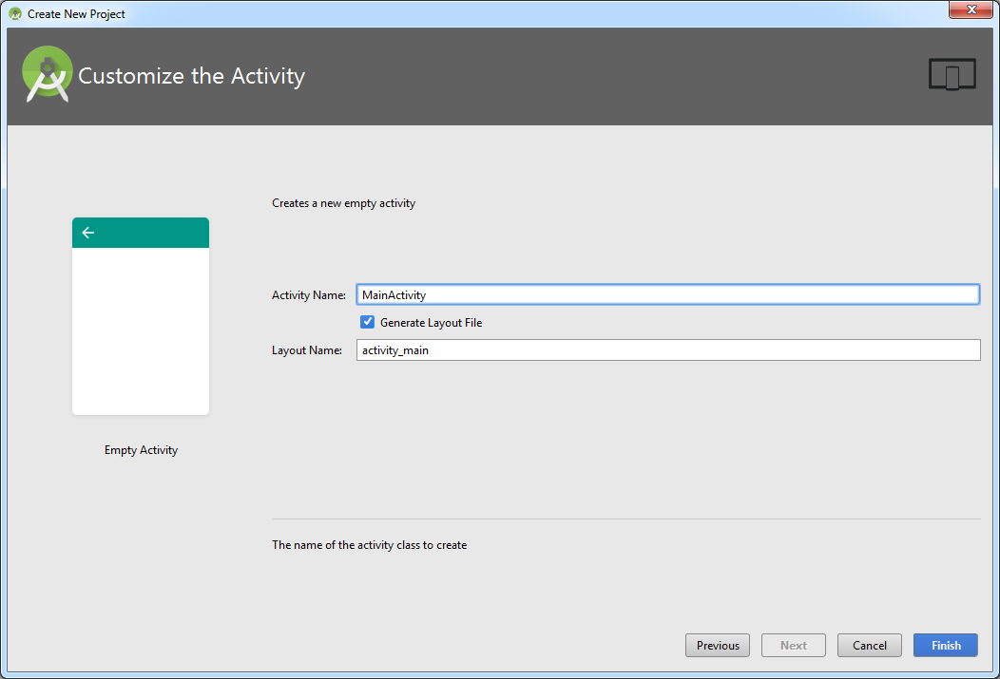 Create New Project
Customize the Activity
Creates a new empty activity
Activity Name: MainActivity
Generate Layout File
Layout Name: activity_main
Empty Activity
The name of the activity class to create
Previous Next Cancel Finish